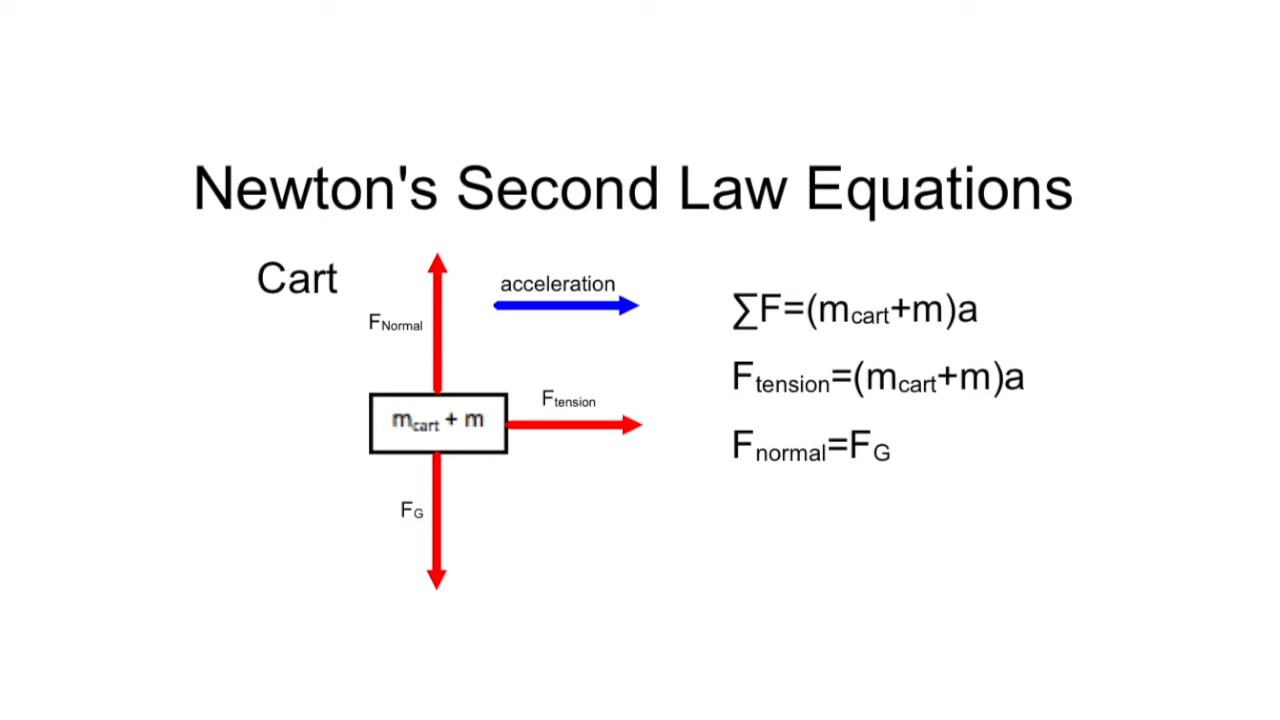 Newton's Second Law Equations
Cart
acceleration
FNormal
∑F=(mcart+m)a
Ftension=(mcart+m)a
Ftension
mcart + m
Fnormal=FG
FG